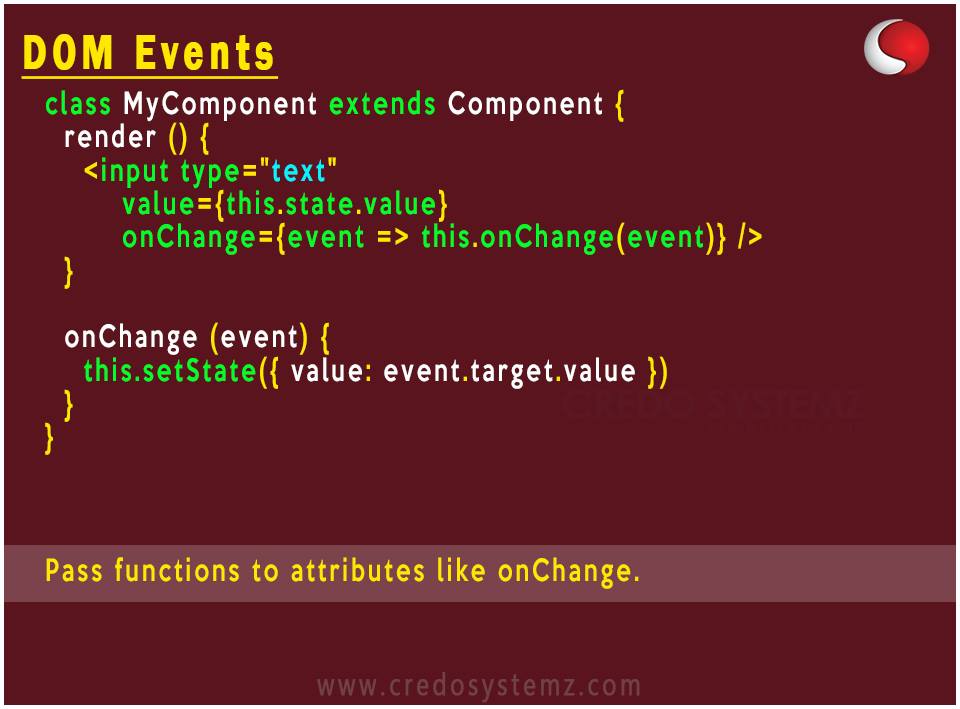 DOM Events
class MyComponent extends Component {
render () {
<input type="text"
value={this.state.value}
onChange={event => this.onChange(event)} />
}
onChange (event) {
this.setState({ value: event.target.value })
}
CREDO SYSTEMZ
}
Pass functions to attributes like onChange.
www.credosystemz.com